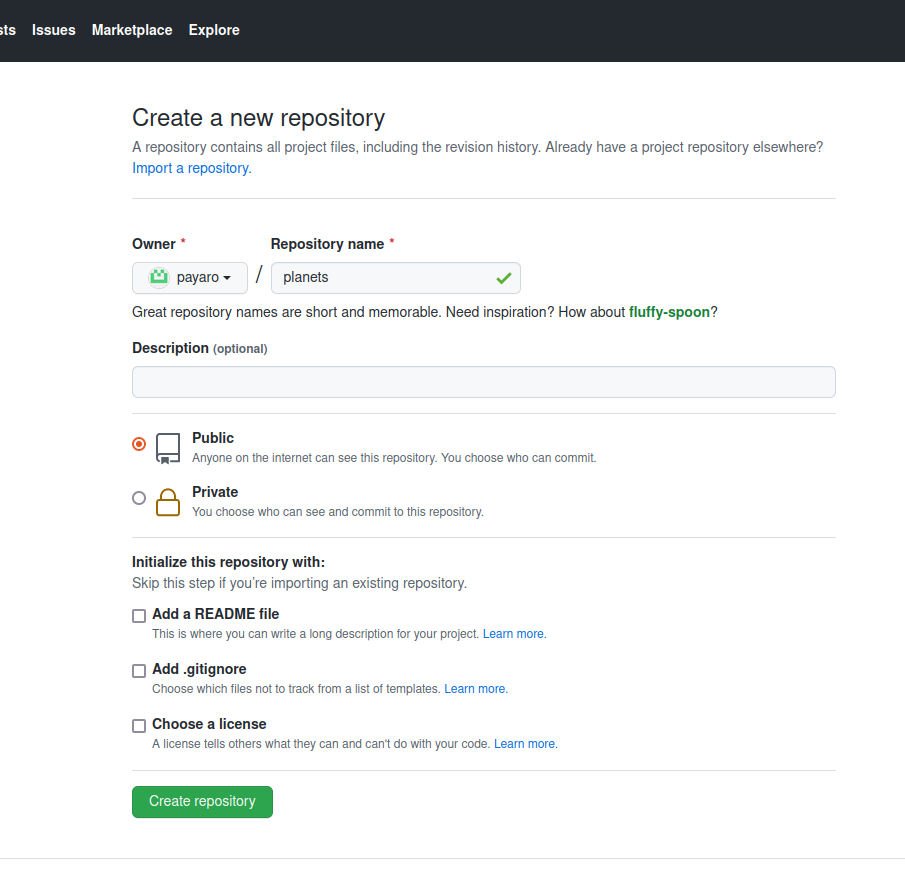 Issues Marketplace Explore
Create a new repository
A repository contains all project files, including the revision history. Already have a project repository elsewhere?
Import a repository.
Owner * Repository name *
payaro / planets
Great repository names are short and memorable. Need inspiration? How about fluffy-spoon?
Description (optional)
Public
Anyone on the internet can see this repository. You choose who can commit.
Private
You choose who can see and commit to this repository.
Initialize this repository with:
Skip this step if you’re importing an existing repository.
Add a README file
This is where you can write a long description for your project. Learn more.
Add .gitignore
Choose which files not to track from a list of templates. Learn more.
Choose a license
A license tells others what they can and can't do with your code. Learn more.
Create repository